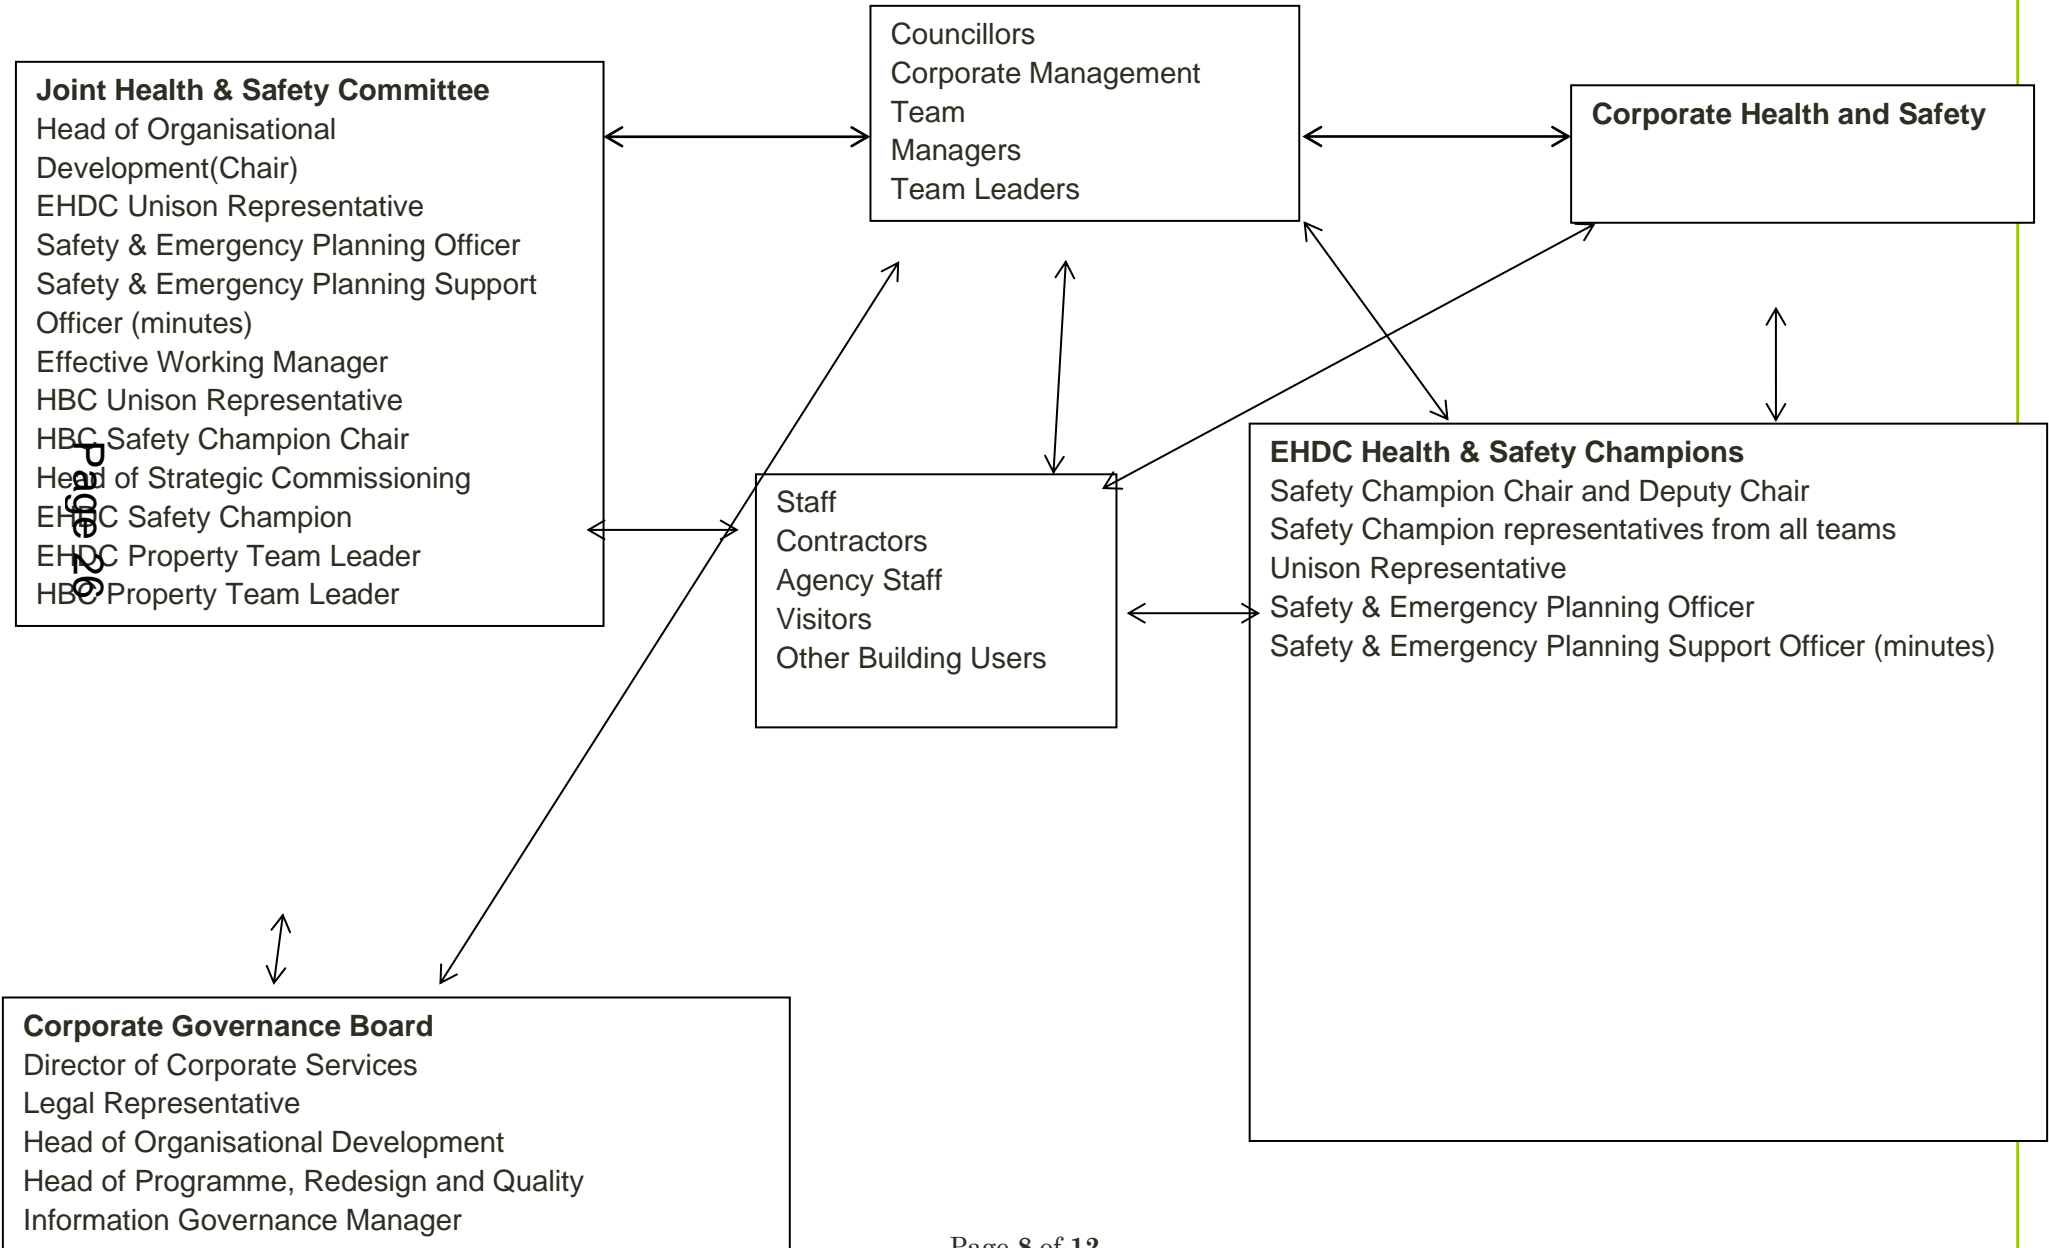 Councillors
Corporate Management
Team
Managers
Team Leaders
Joint Health & Safety Committee
Head of Organisational
Development(Chair)
EHDC Unison Representative
Safety & Emergency Planning Officer
Safety & Emergency Planning Support
Officer (minutes)
Effective Working Manager
HBC Unison Representative
HBC Safety Champion Chair
Head of Strategic Commissioning
EHDC Safety Champion
EHDC Property Team Leader
HBC Property Team Leader
Page 26
Corporate Health and Safety
Staff
Contractors
Agency Staff
Visitors
Other Building Users
EHDC Health & Safety Champions
Safety Champion Chair and Deputy Chair
Safety Champion representatives from all teams
Unison Representative
Safety & Emergency Planning Officer
Safety & Emergency Planning Support Officer (minutes)
Corporate Governance Board
Director of Corporate Services
Legal Representative
Head of Organisational Development
Head of Programme, Redesign and Quality
Information Governance Manager
Page 8 of 12